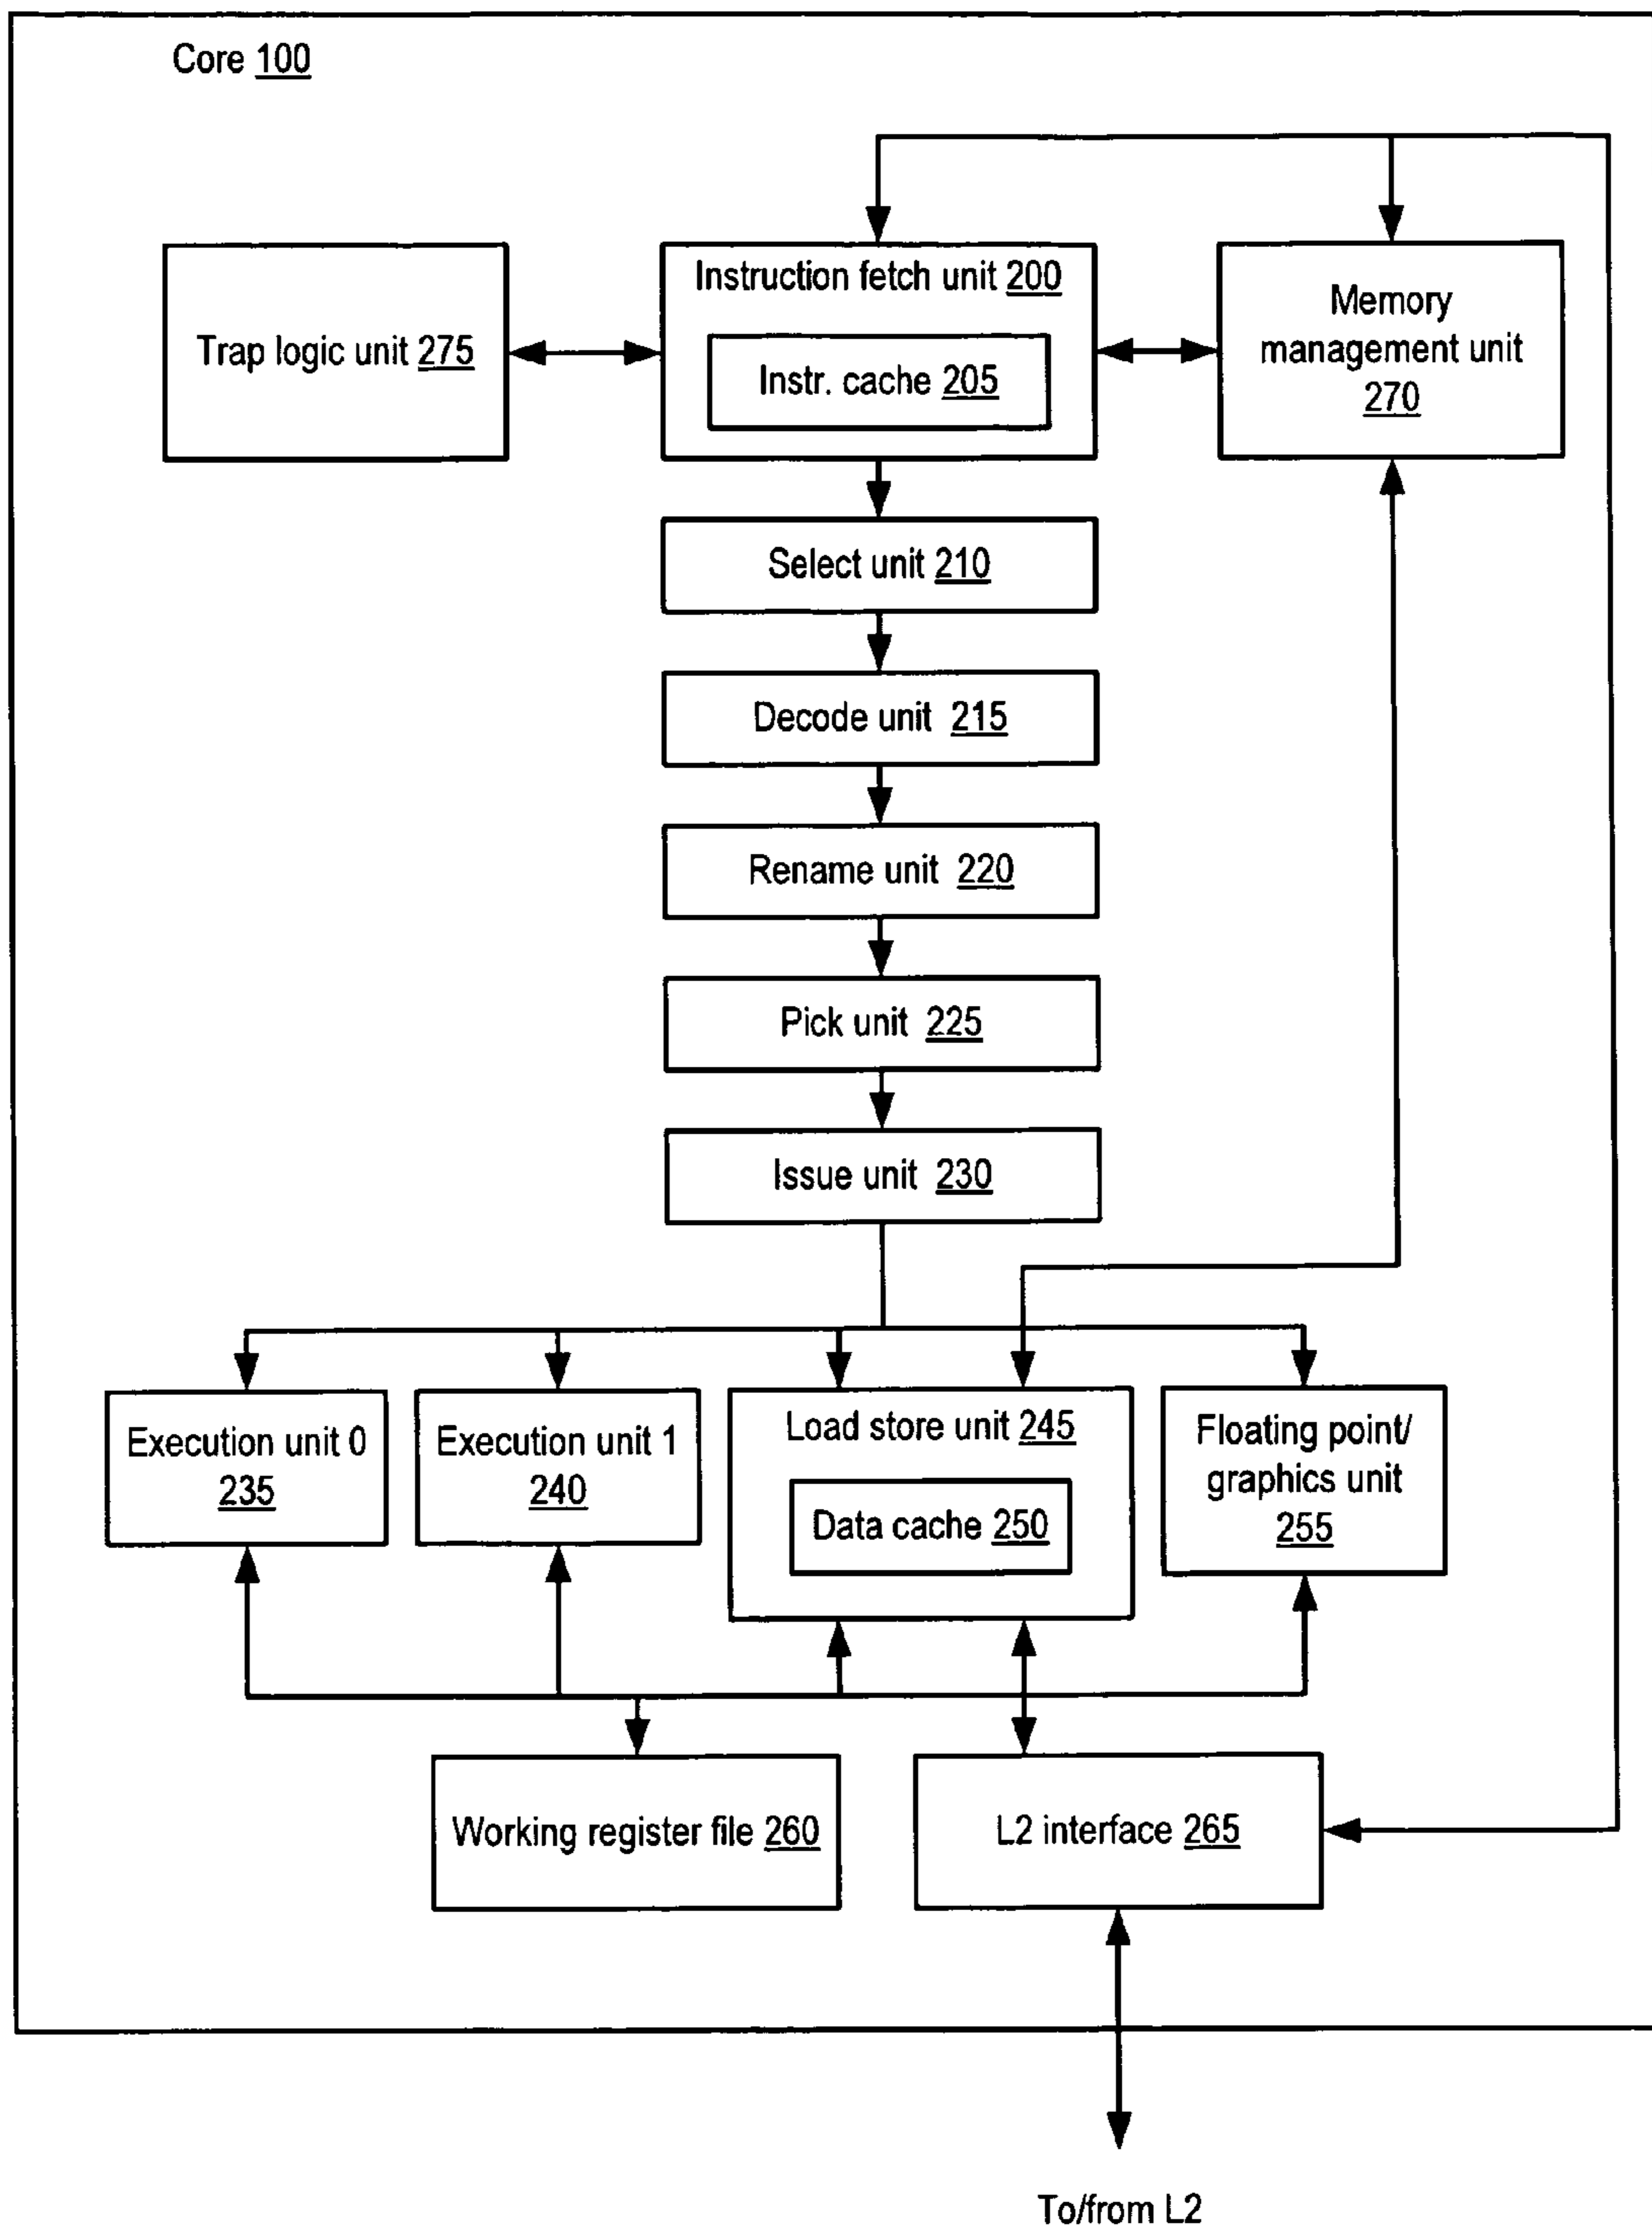 Core 100
Instruction fetch unit 200
Trap logic unit 275
Instr. cache 205
Memory
management unit
270
Select unit 210
Decode unit 215
Rename unit 220
Pick unit 225
Issue unit 230
Execution unit 0
235
Execution unit 1
240
Load store unit 245
Data cache 250
Floating point/
graphics unit
255
Working register file 260
L2 interface 265
To/from L2